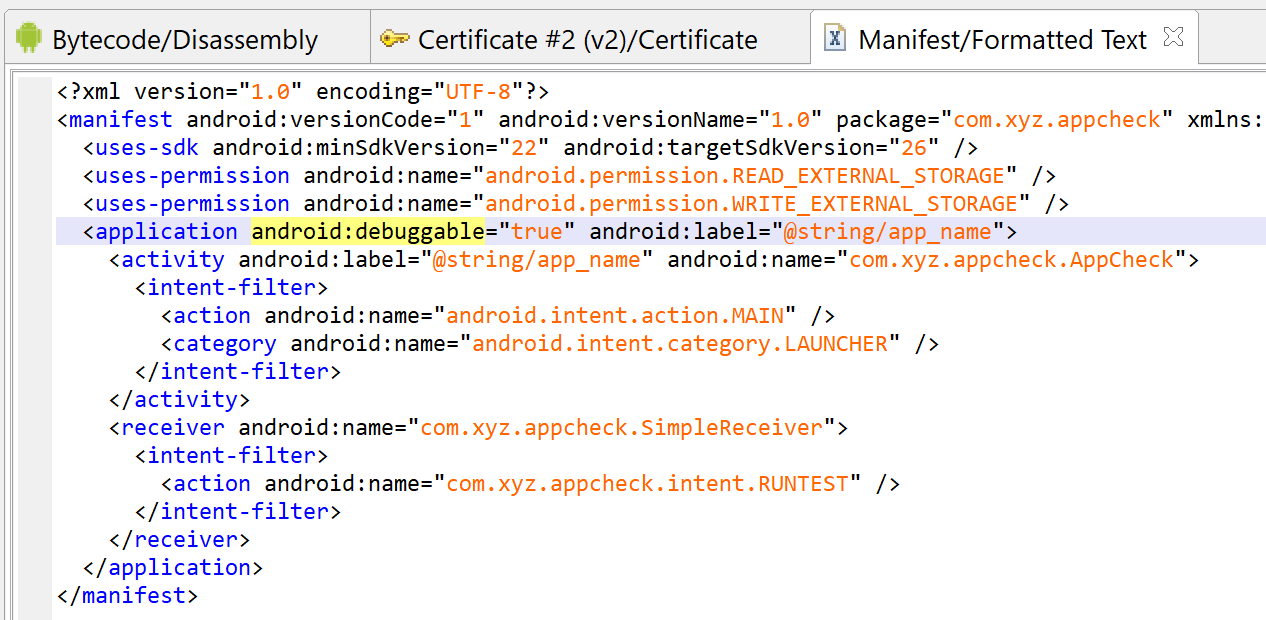 Bytecode/Disassembly Certificate #2 (v2)/Certificate Manifest/Formatted Text
<?xml version="1.0" encoding="UTF-8"?>
<manifest android:versionCode="1" android:versionName="1.0" package="com.xyz.appcheck" xmlns:
<uses-sdk android:minSdkVersion="22" android:targetSdkVersion="26" />
<uses-permission android:name="android.permission.READ_EXTERNAL_STORAGE" />
<uses-permission android:name="android.permission.WRITE_EXTERNAL_STORAGE" />
<application android:debuggable="true" android:label="@string/app_name">
<activity android:label="@string/app_name" android:name="com.xyz.appcheck.AppCheck">
<intent-filter>
<action android:name="android.intent.action.MAIN" />
<category android:name="android.intent.category.LAUNCHER" />
</intent-filter>
</activity>
<receiver android:name="com.xyz.appcheck.SimpleReceiver">
<intent-filter>
<action android:name="com.xyz.appcheck.intent.RUNTEST" />
</intent-filter>
</receiver>
</application>
</manifest>